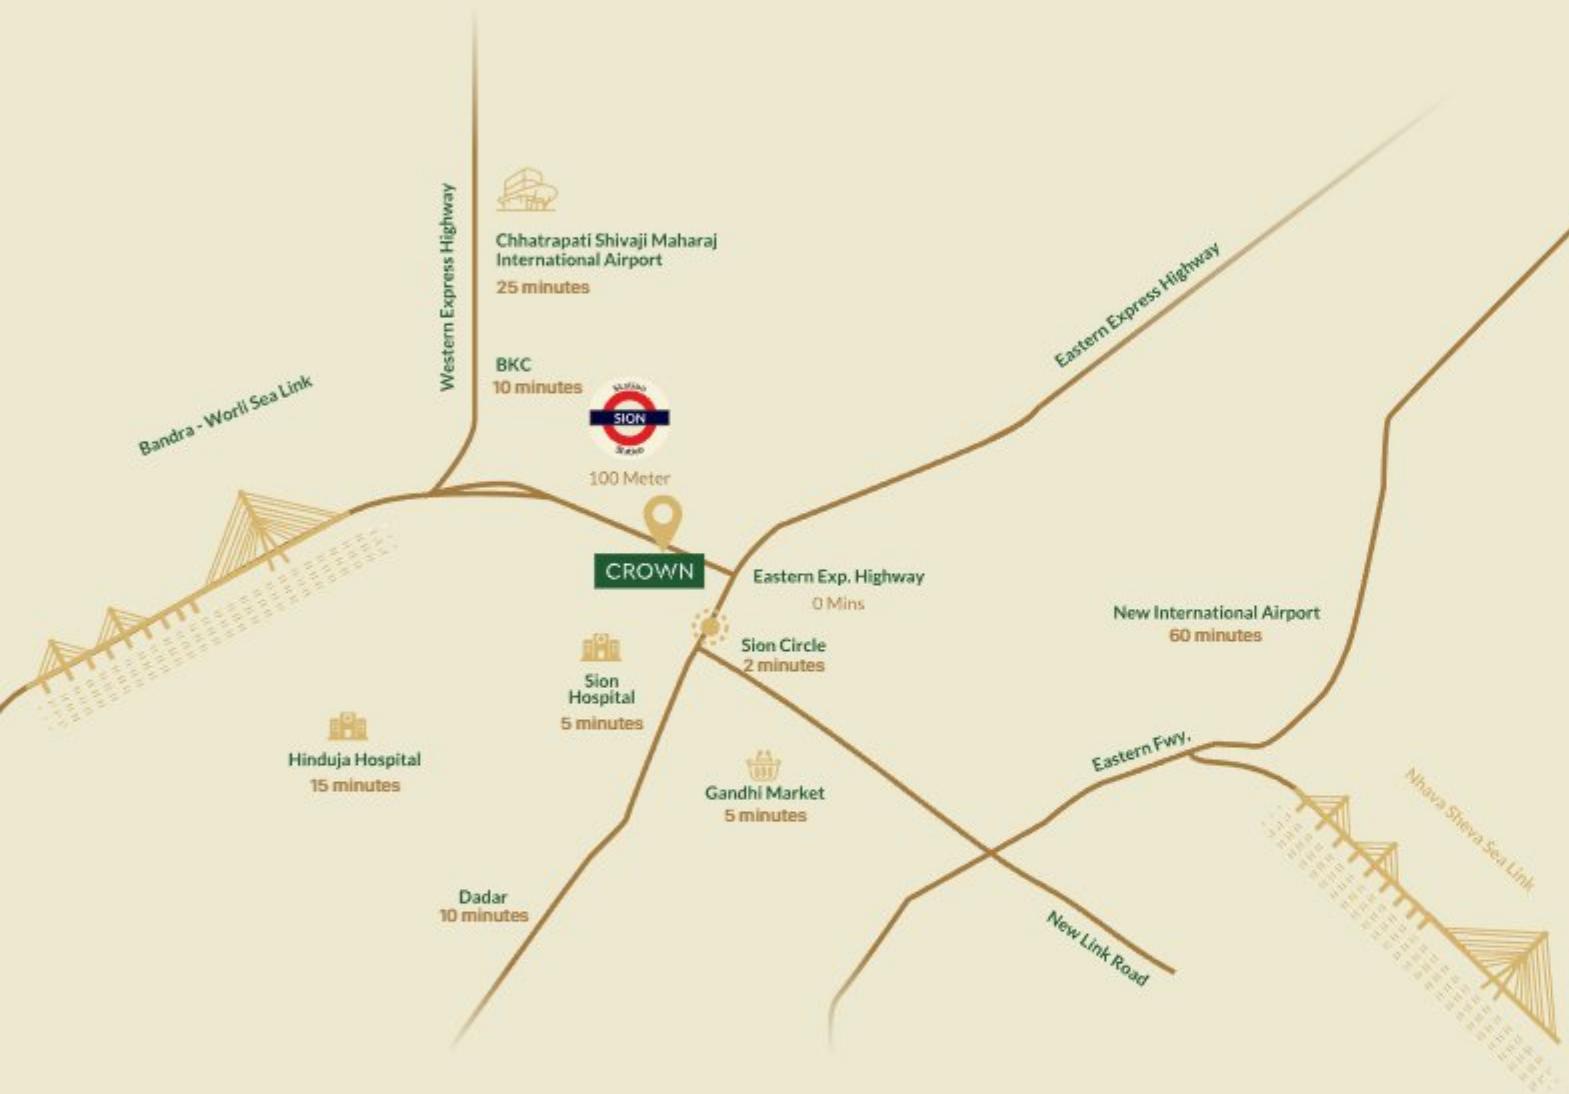 Western Express Highway
Chhatrapati Shivaji Maharaj
International Airport
25 minutes
Eastern Express Highway
BKC
10 minutes
Bandra - Worli Sea Link
Station
SION
Station
100 Meter
CROWN
Eastern Exp. Highway
0 Mins
New International Airport
60 minutes
Sion Circle
2 minutes
Sion
Hospital
5 minutes
Hinduja Hospital
15 minutes
Eastern Fwy.
Gandhi Market
5 minutes
Nhava Sheva Sea Link
Dadar
10 minutes
New Link Road